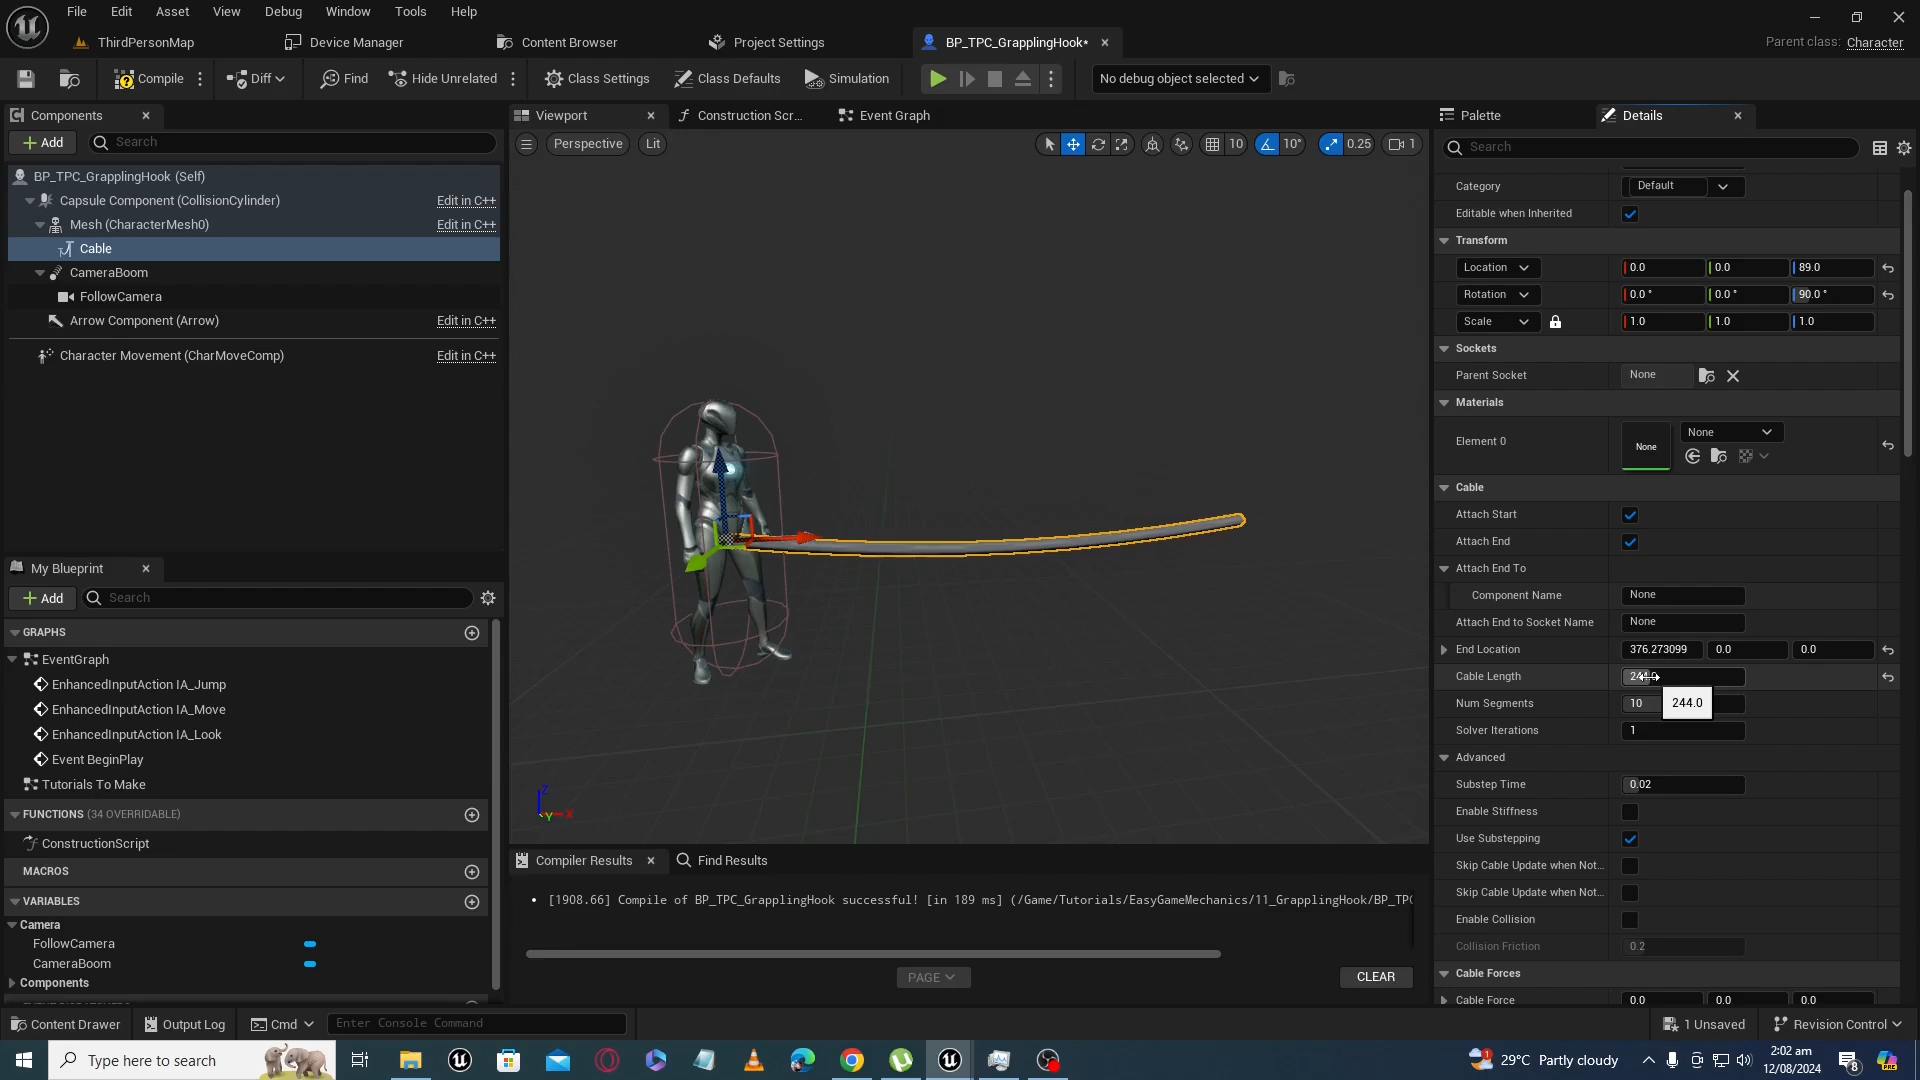 File Edit Asset View Debug Window Tools Help
ThirdPersonMap Device Manager Content Browser Project Settings BP_TPC_GrapplingHook* Parent class: Character
Compile Diff Find Hide Unrelated Class Settings Class Defaults Simulation No debug object selected
Components
Add Search
BP_TPC_GrapplingHook (Self)
Capsule Component (CollisionCylinder) Edit in C++
Mesh (CharacterMesh0) Edit in C++
Cable
CameraBoom
FollowCamera
Arrow Component (Arrow) Edit in C++
Character Movement (CharMoveComp) Edit in C++
My Blueprint
Add Search
GRAPHS
EventGraph
EnhancedInputAction IA_Jump
EnhancedInputAction IA_Move
EnhancedInputAction IA_Look
Event BeginPlay
Tutorials To Make
FUNCTIONS (34 OVERRIDABLE)
ConstructionScript
MACROS
VARIABLES
Camera
FollowCamera
CameraBoom
Components
Viewport Construction Scr... Event Graph
Perspective Lit 10 10° 0.25 1
Z
Y X
Compiler Results Find Results
[1908.66] Compile of BP_TPC_GrapplingHook successful! [in 189 ms] (/Game/Tutorials/EasyGameMechanics/11_GrapplingHook/BP_TPC
PAGE CLEAR
Palette Details
Search
Category Default
Editable when Inherited
Transform
Location 0.0 0.0 89.0
Rotation 0.0 ° 0.0 ° 90.0 °
Scale 1.0 1.0 1.0
Sockets
Parent Socket None
Materials
Element 0 None None
Cable
Attach Start
Attach End
Attach End To
Component Name None
Attach End to Socket Name None
End Location 376.273099 0.0 0.0
Cable Length 244.0
Num Segments 10 244.0
Solver Iterations 1
Advanced
Substep Time 0.02
Enable Stiffness
Use Substepping
Skip Cable Update when Not...
Skip Cable Update when Not...
Enable Collision
Collision Friction 0.2
Cable Forces
Cable Force 0.0 0.0 0.0
Content Drawer Output Log Cmd Enter Console Command 1 Unsaved Revision Control
Type here to search 1 29°C Partly cloudy 2:02 am 12/08/2024 8